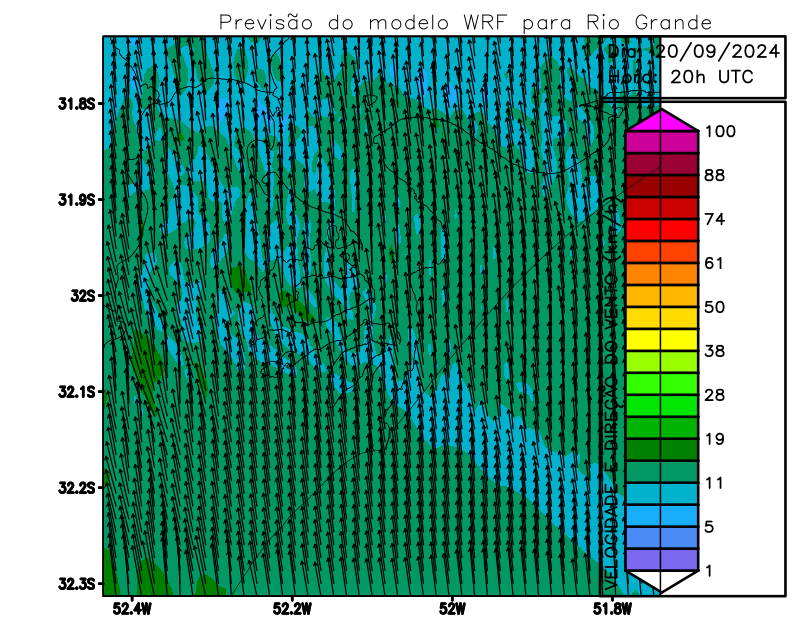 Previsão do modelo WRF para Rio Grande
Dia: 20/09/2024
Hora: 20h UTC
31.8S
31.9S
32S
32.1S
32.2S
32.3S
52.4W
52.2W
52W
51.8W
VELOCIDADE E DIREÇÃO DO VENTO (km/h)
100
88
74
61
50
38
28
19
11
5
1